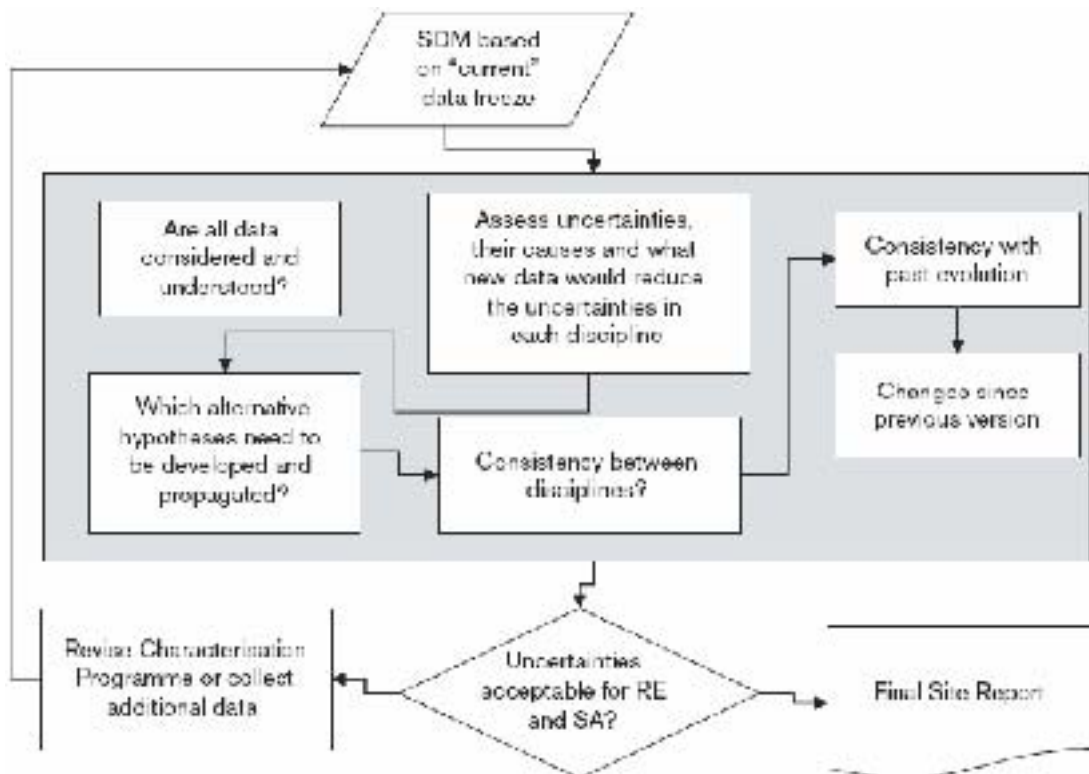 SDM based
on “current”
data freeze
Are all data
considered and
understood?
Assess uncertainties,
their causes and what
new data would reduce
the uncertainties in
each discipline
Consistency with
past evolution
Changes since
previous version
Which alternative
hypotheses need to
be developed and
propagated?
Consistency between
disciplines?
Revise Characterisation
Programme or collect
additional data
Uncertainties
acceptable for RE
and SA?
Final Site Report